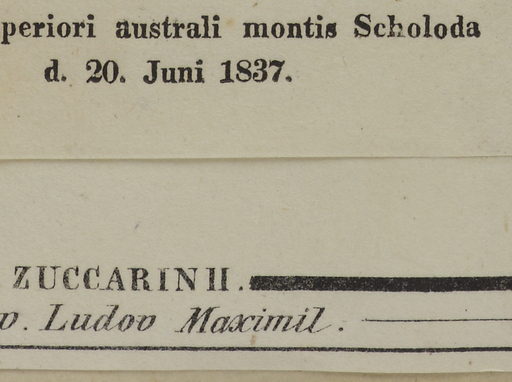 periori australi montis Scholoda
d. 20. Juni 1837.
ZUCCARINII.
v. Ludov Maximil.